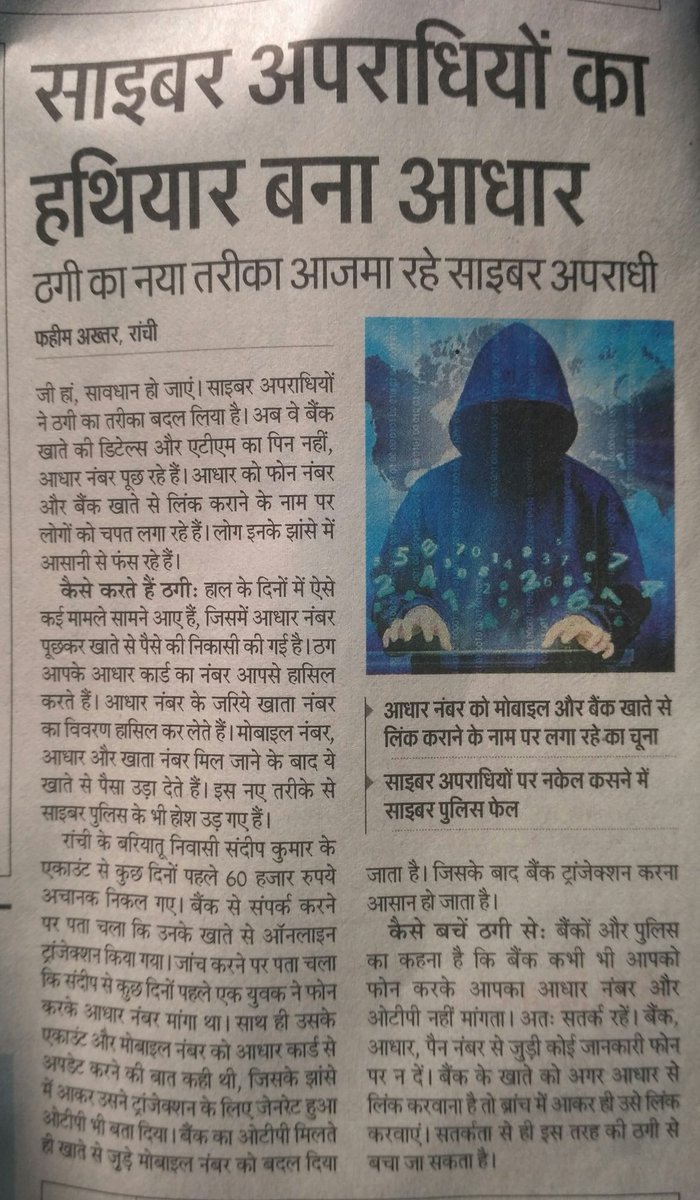 साइबर अपराधियों का
हथियार बना आधार
ठगी का नया तरीका आजमा रहे साइबर अपराधी
फहीम अख्तर, रांची
जी हां, सावधान हो जाएं। साइबर अपराधियों
ने ठगी का तरीका बदल लिया है। अब वे बैंक
खाते की डिटेल्स और एटीएम का पिन नहीं,
आधार नंबर पूछ रहे हैं। आधार को फोन नंबर
और बैंक खाते से लिंक कराने के नाम पर
लोगों को चपत लगा रहे हैं। लोग इनके झांसे में
आसानी से फंस रहे हैं।
कैसे करते हैं ठगी: हाल के दिनों में ऐसे
कई मामले सामने आए हैं, जिसमें आधार नंबर
पूछकर खाते से पैसे की निकासी की गई है। ठग
आपके आधार कार्ड का नंबर आपसे हासिल
करते हैं। आधार नंबर के जरिये खाता नंबर
का विवरण हासिल कर लेते हैं। मोबाइल नंबर,
आधार और खाता नंबर मिल जाने के बाद ये
खाते से पैसा उड़ा देते हैं। इस नए तरीके से
साइबर पुलिस के भी होश उड़ गए हैं।
रांची के बरियातू निवासी संदीप कुमार के
एकाउंट से कुछ दिनों पहले 60 हजार रुपये
अचानक निकल गए। बैंक से संपर्क करने
पर पता चला कि उनके खाते से ऑनलाइन
ट्रांजेक्शन किया गया। जांच करने पर पता चला
कि संदीप से कुछ दिनों पहले एक युवक ने फोन
करके आधार नंबर मांगा था। साथ ही उसके
एकाउंट और मोबाइल नंबर को आधार कार्ड से
अपडेट करने की बात कही थी, जिसके झांसे
में आकर उसने ट्रांजेक्शन के लिए जेनरेट हुआ
ओटीपी भी बता दिया। बैंक का ओटीपी मिलते
ही खाते से जुड़े मोबाइल नंबर को बदल दिया
आधार नंबर को मोबाइल और बैंक खाते से
लिंक कराने के नाम पर लगा रहे का चूना
साइबर अपराधियों पर नकेल कसने में
साइबर पुलिस फेल
जाता है। जिसके बाद बैंक ट्रांजेक्शन करना
आसान हो जाता है।
कैसे बचें ठगी से: बैंकों और पुलिस
का कहना है कि बैंक कभी भी आपको
फोन करके आपका आधार नंबर और
ओटीपी नहीं मांगता। अतः सतर्क रहें। बैंक,
आधार, पैन नंबर से जुड़ी कोई जानकारी फोन
पर न दें। बैंक के खाते को अगर आधार से
लिंक करवाना है तो ब्रांच में आकर ही उसे लिंक
करवाएं। सतर्कता से ही इस तरह की ठगी से
बचा जा सकता है।